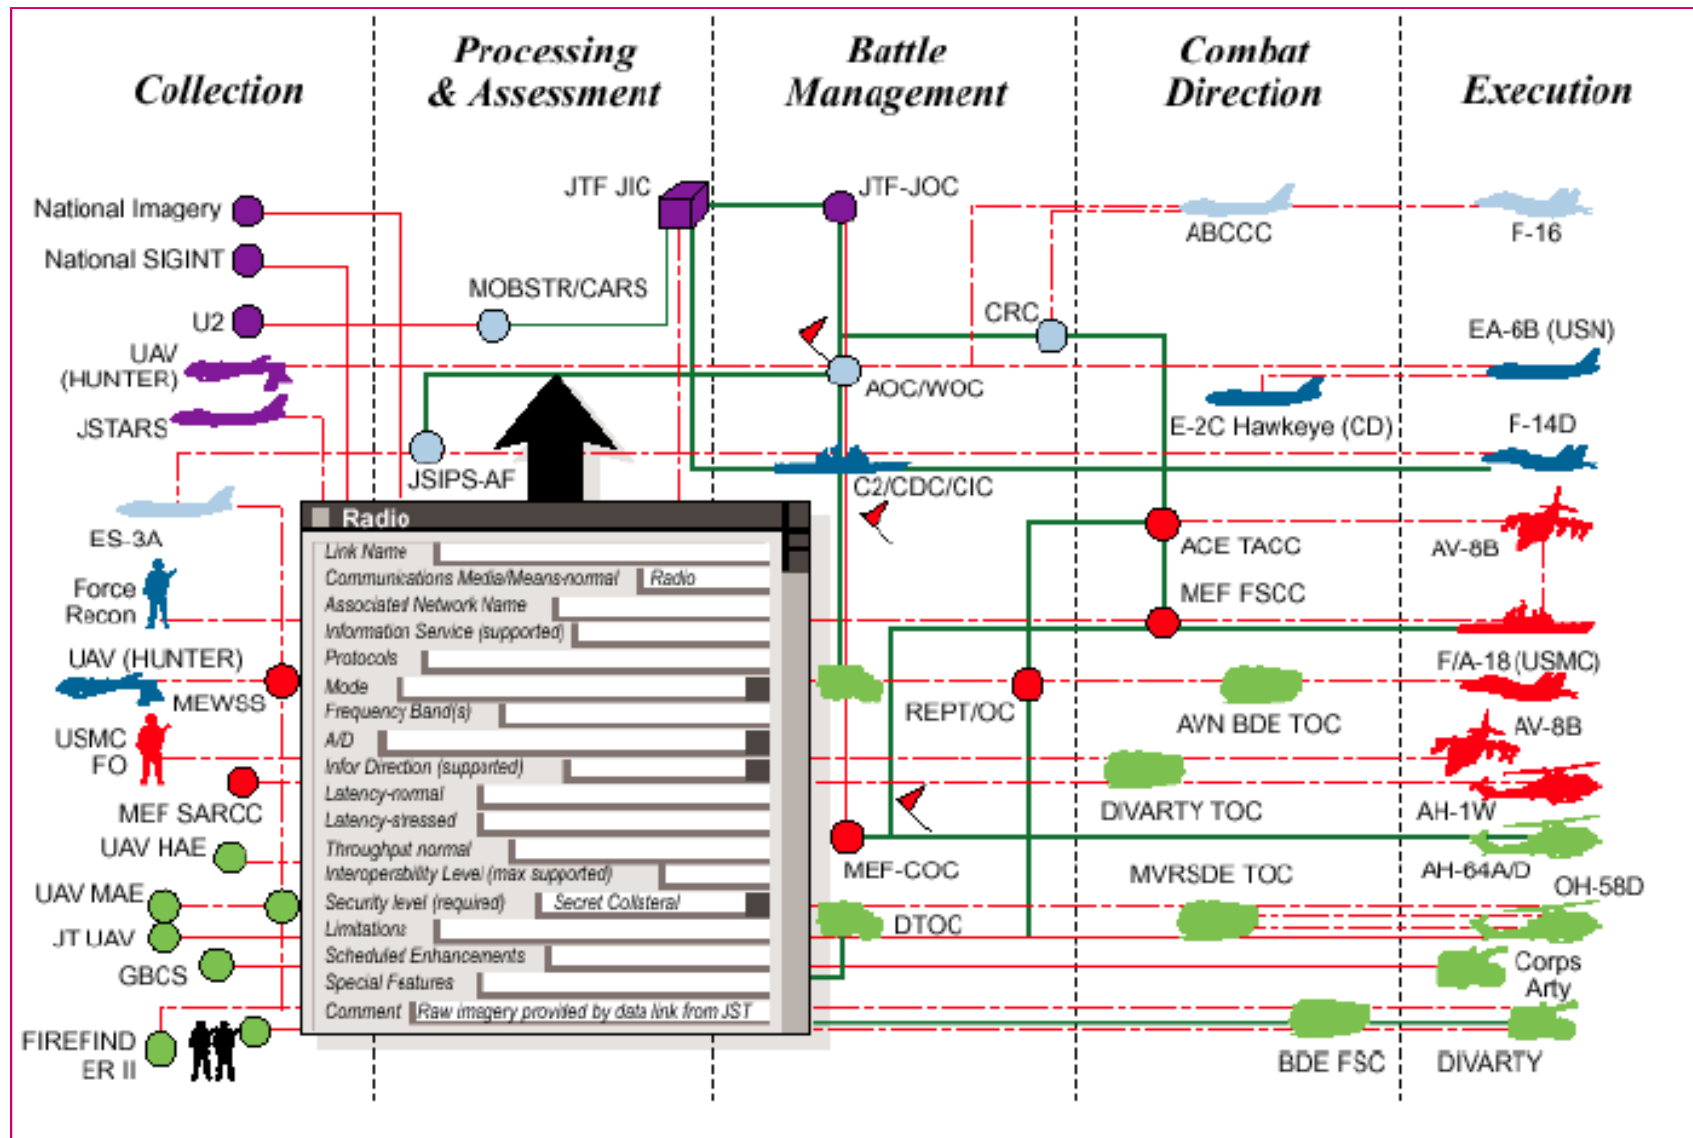 Collection
Processing
& Assessment
Battle
Management
Combat
Direction
Execution
National Imagery
National SIGINT
U2
UAV
(HUNTER)
JSTARS
ES-3A
Force
Recon
UAV (HUNTER)
MEWSS
USMC
FO
MEF SARCC
UAV HAE
UAV MAE
JT UAV
GBCS
FIREFIND
ER II
JTF JIC
MOBSTR/CARS
JSIPS-AF
Radio
Link Name
Communications Media/Means-normal Radio
Associated Network Name
Information Service (supported)
Protocols
Mode
Frequency Band(s)
A/D
Infor Direction (supported)
Latency-normal
Latency-stressed
Throughput normal
Interoperability Level (max supported)
Security level (required) Secret Collateral
Limitations
Scheduled Enhancements
Special Features
Comment Raw imagery provided by data link from JST
JTF-JOC
AOC/WOC
C2/CDC/CIC
REPT/OC
MEF-COC
DTOC
CRC
ABCCC
E-2C Hawkeye (CD)
ACE TACC
MEF FSCC
AVN BDE TOC
DIVARTY TOC
MVRSDE TOC
BDE FSC
F-16
EA-6B (USN)
F-14D
AV-8B
F/A-18 (USMC)
AV-8B
AH-1W
AH-64A/D
OH-58D
Corps
Arty
DIVARTY